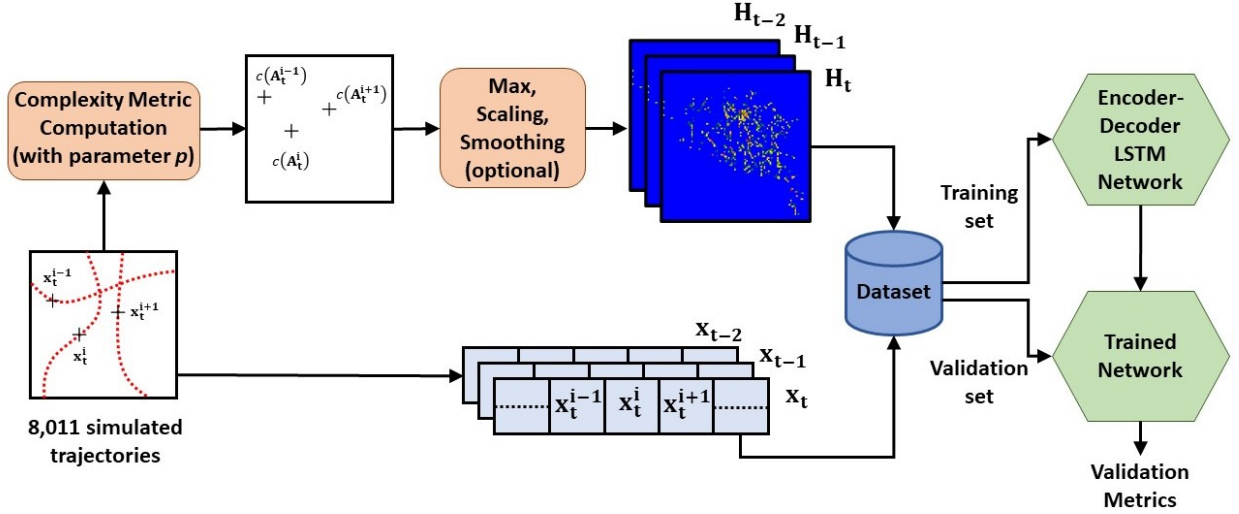 Complexity Metric
Computation
(with parameter p)
c(A_t^{i-1})
c(A_t^{i+1})
c(A_t^i)
Max,
Scaling,
Smoothing
(optional)
H_{t-2}
H_{t-1}
H_t
Encoder-
Decoder
LSTM
Network
Training
set
Dataset
x_t^{i-1}
x_t^{i+1}
x_t^i
8,011 simulated
trajectories
x_{t-2}
x_{t-1}
x_t
x_t^{i-1} x_t^i x_t^{i+1}
Validation
set
Trained
Network
Validation
Metrics